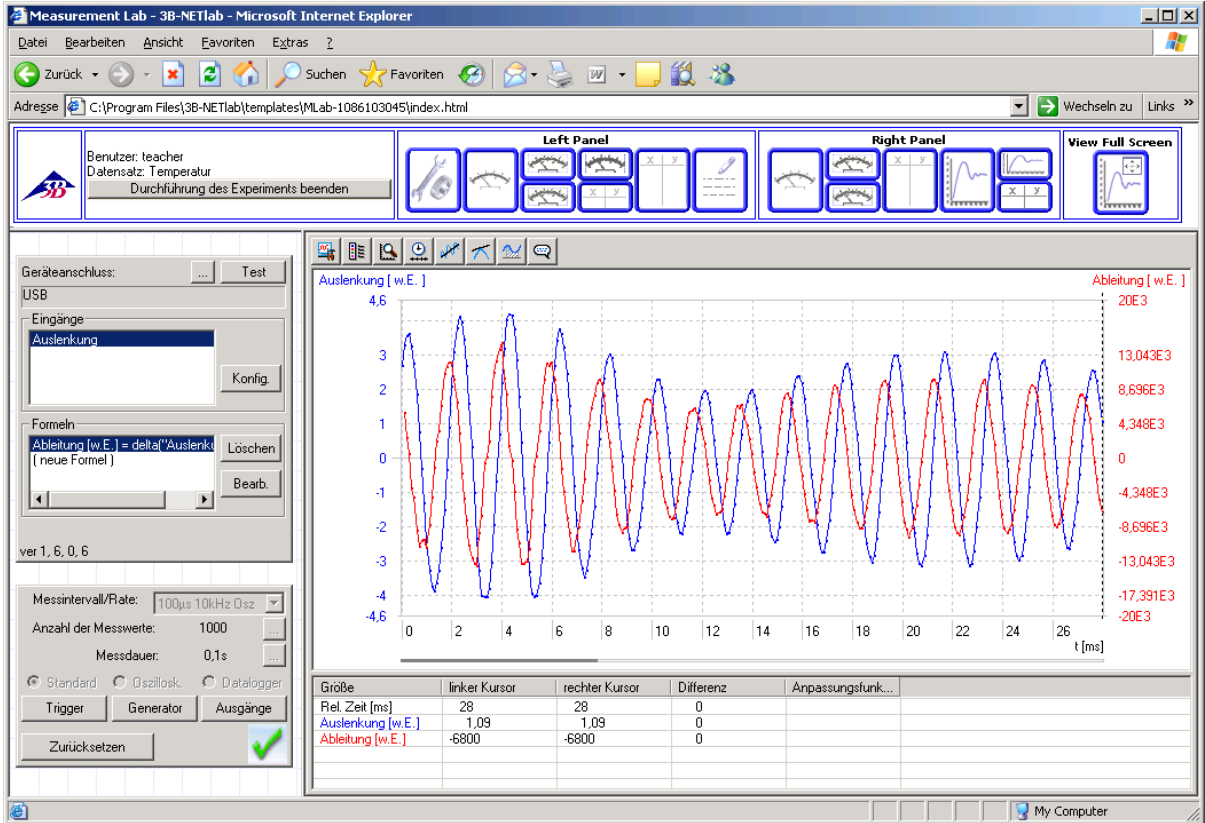 Measurement Lab - 3B-NETlab - Microsoft Internet Explorer
Datei Bearbeiten Ansicht Favoriten Extras ?
Zurück Suchen Favoriten
Adresse C:\Program Files\3B-NETlab\templates\MLab-1086103045\index.html Wechseln zu Links »
3B
Benutzer: teacher
Datensatz: Temperatur
Durchführung des Experiments beenden
Left Panel
x y
x y
Right Panel
x y
x y
View Full Screen
Geräteanschluss: ... Test
USB
Eingänge
Auslenkung
Konfig.
Formeln
Ableitung [w.E.] = delta("Auslenku
( neue Formel )
Löschen
Bearb.
ver 1, 6, 0, 6
Messintervall/Rate: 100µs 10kHz Osz
Anzahl der Messwerte: 1000 ...
Messdauer: 0,1s ...
Standard Oszillosk. Datalogger
Trigger Generator Ausgänge
Zurücksetzen
Auslenkung [ w.E. ] Ableitung [ w.E. ]
4,6 20E3
3 13,043E3
2 8,696E3
1 4,348E3
0 0
-1 -4,348E3
-2 -8,696E3
-3 -13,043E3
-4 -17,391E3
-4,6 -20E3
0 2 4 6 8 10 12 14 16 18 20 22 24 26
t [ms]
Größe linker Kursor rechter Kursor Differenz Anpassungsfunk...
Rel. Zeit [ms] 28 28 0
Auslenkung [w.E.] 1,09 1,09 0
Ableitung [w.E.] -6800 -6800 0
My Computer